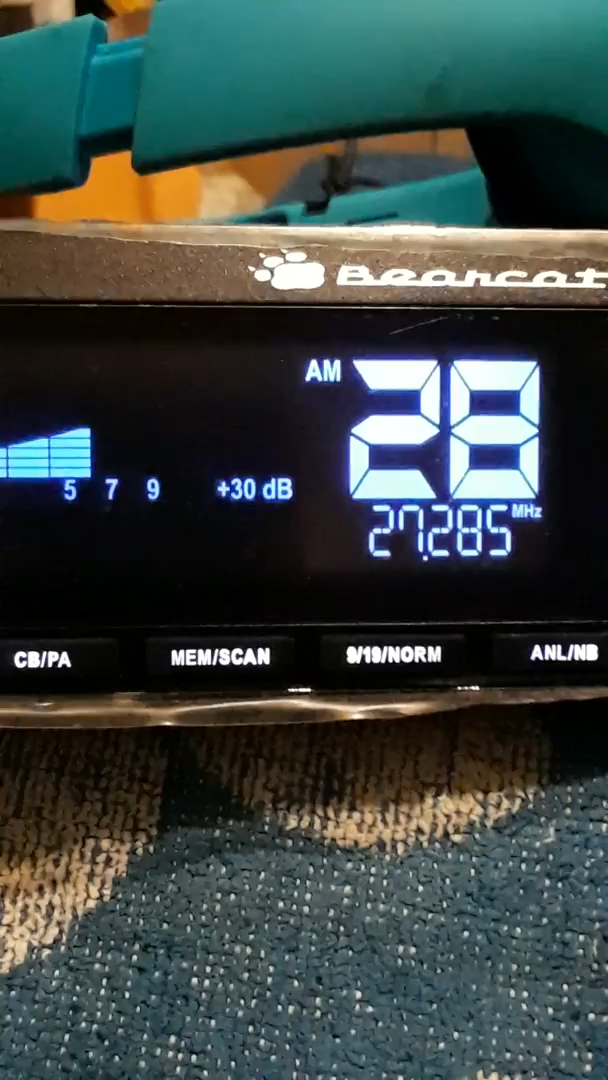 Bearcat
AM 28
5 7 9 +30 dB
27.285 MHz
CB/PA MEM/SCAN 9/19/NORM ANL/NB